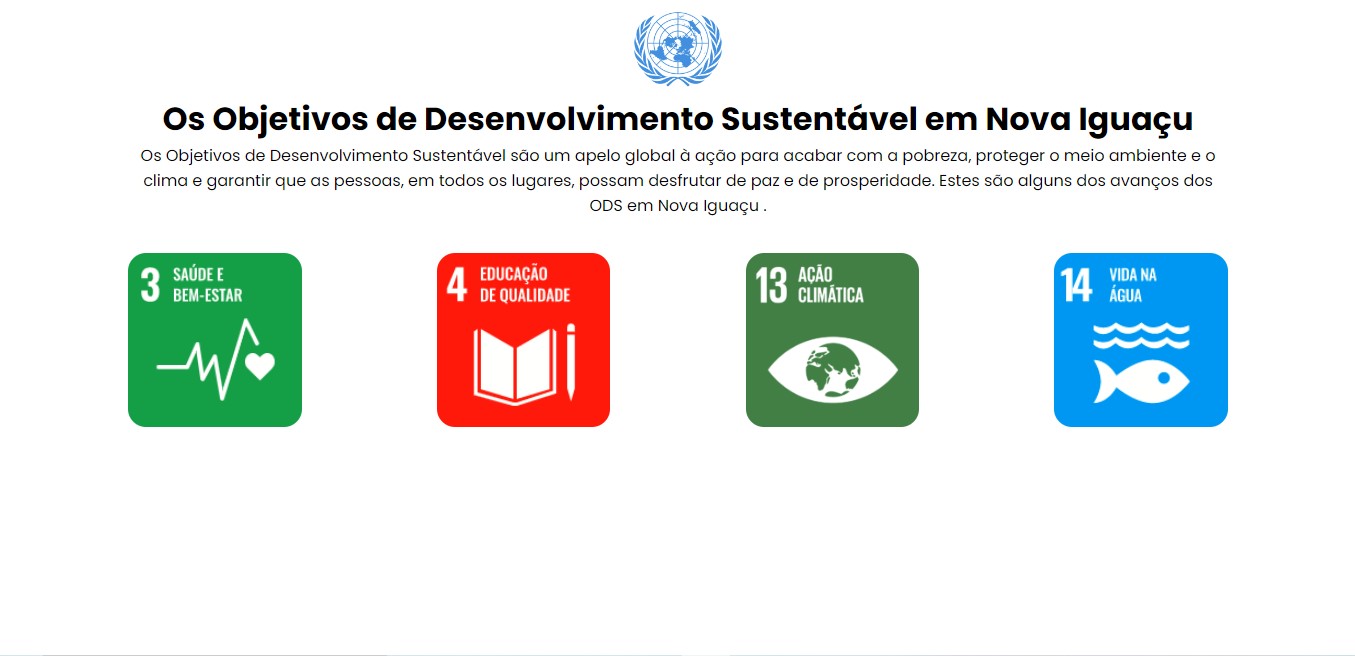 Os Objetivos de Desenvolvimento Sustentável em Nova Iguaçu
Os Objetivos de Desenvolvimento Sustentável são um apelo global à ação para acabar com a pobreza, proteger o meio ambiente e o
clima e garantir que as pessoas, em todos os lugares, possam desfrutar de paz e de prosperidade. Estes são alguns dos avanços dos
ODS em Nova Iguaçu .
3 SAÚDE E
BEM-ESTAR
4 EDUCAÇÃO
DE QUALIDADE
13 AÇÃO
CLIMÁTICA
14 VIDA NA
ÁGUA